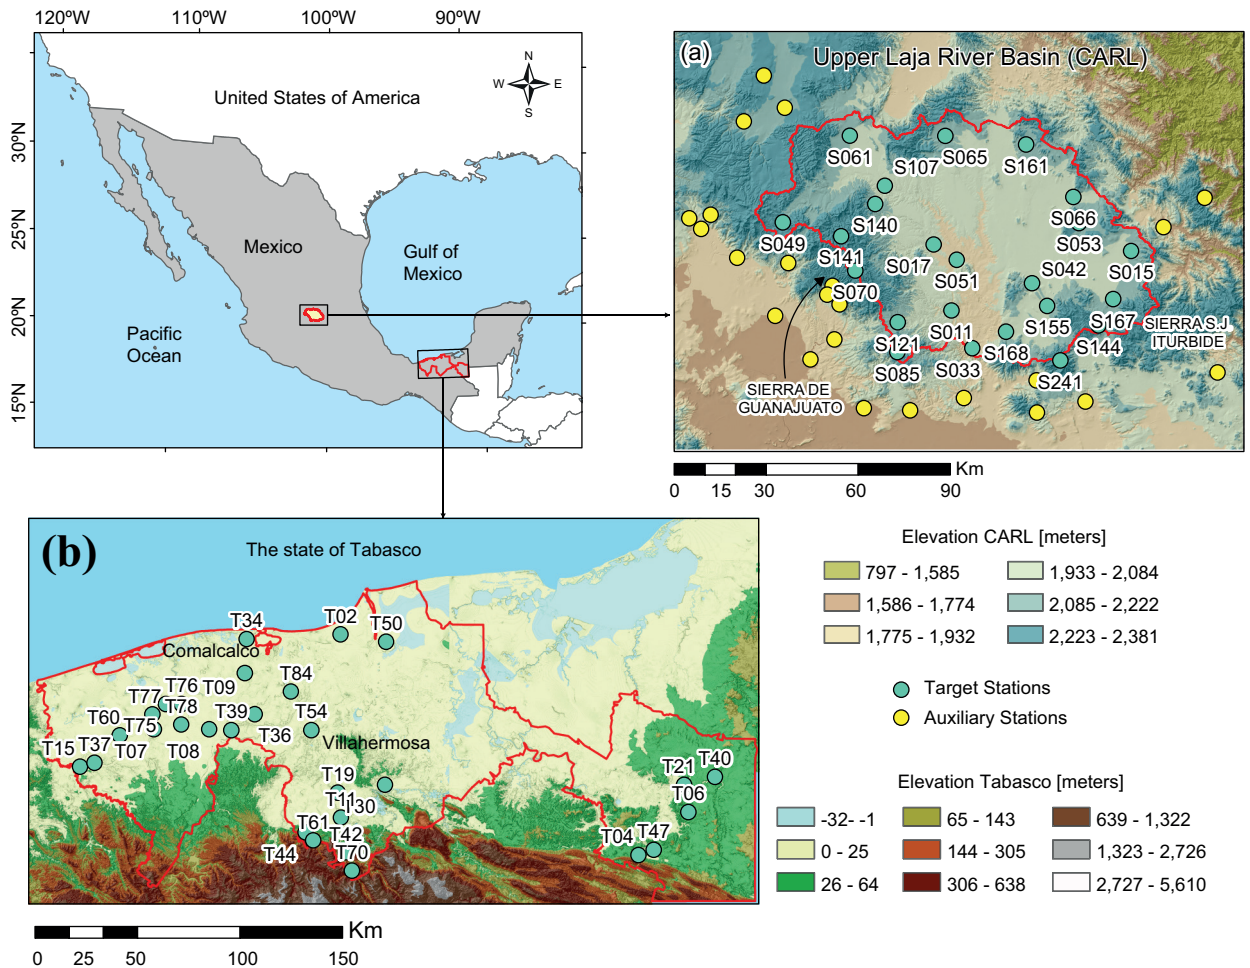 120ºW
110ºW
100ºW
90ºW
30ºN
25ºN
20ºN
15ºN
N
W
E
S
United States of America
Mexico
Gulf of
Mexico
Pacific
Ocean
(a)
Upper Laja River Basin (CARL)
S061
S107
S065
S161
S066
S053
S140
S049
S141
S017
S051
S042
S015
S070
S011
S155
S167
S121
S168
S144
S085
S033
S241
SIERRA S.J.
ITURBIDE
SIERRA DE
GUANAJUATO
Km
0
15
30
60
90
(b)
The state of Tabasco
T34
T02
T50
Comalcalco
T76
T09
T84
T77
T78
T60
T75
T39
T54
T36
T15
T37
T07
T08
Villahermosa
T19
T11
T30
T61
T42
T44
T70
T40
T21
T06
T04
T47
Km
0
25
50
100
150
Elevation CARL [meters]
797 - 1,585
1,933 - 2,084
1,586 - 1,774
2,085 - 2,222
1,775 - 1,932
2,223 - 2,381
Target Stations
Auxiliary Stations
Elevation Tabasco [meters]
-32- -1
65 - 143
639 - 1,322
0 - 25
144 - 305
1,323 - 2,726
26 - 64
306 - 638
2,727 - 5,610